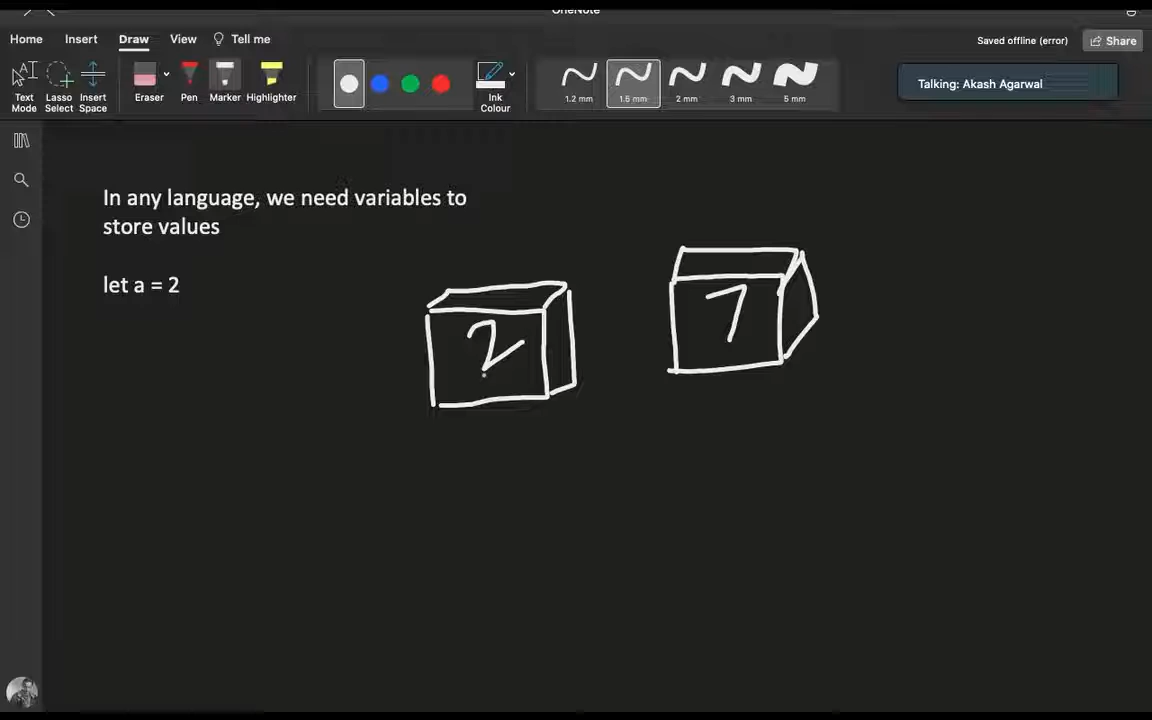 OneNote
Home Insert Draw View Tell me
Saved offline (error) Share
Text Mode
Lasso Select
Insert Space
Eraser
Pen
Marker
Highlighter
Ink Colour
1.2 mm
1.5 mm
2 mm
3 mm
5 mm
Talking: Akash Agarwal
In any language, we need variables to
store values
let a = 2
2
7